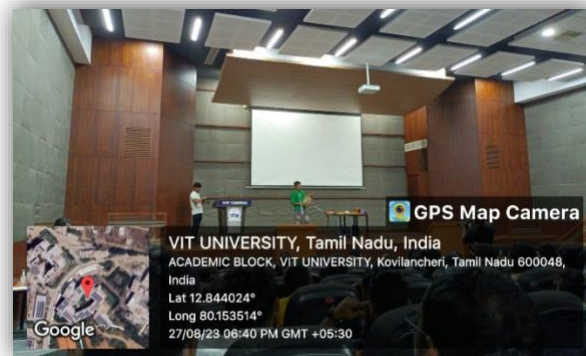 GPS Map Camera
VIT UNIVERSITY, Tamil Nadu, India
ACADEMIC BLOCK, VIT UNIVERSITY, Kovilancheri, Tamil Nadu 600048,
India
Lat 12.844024°
Long 80.153514°
27/08/23 06:40 PM GMT +05:30
Google